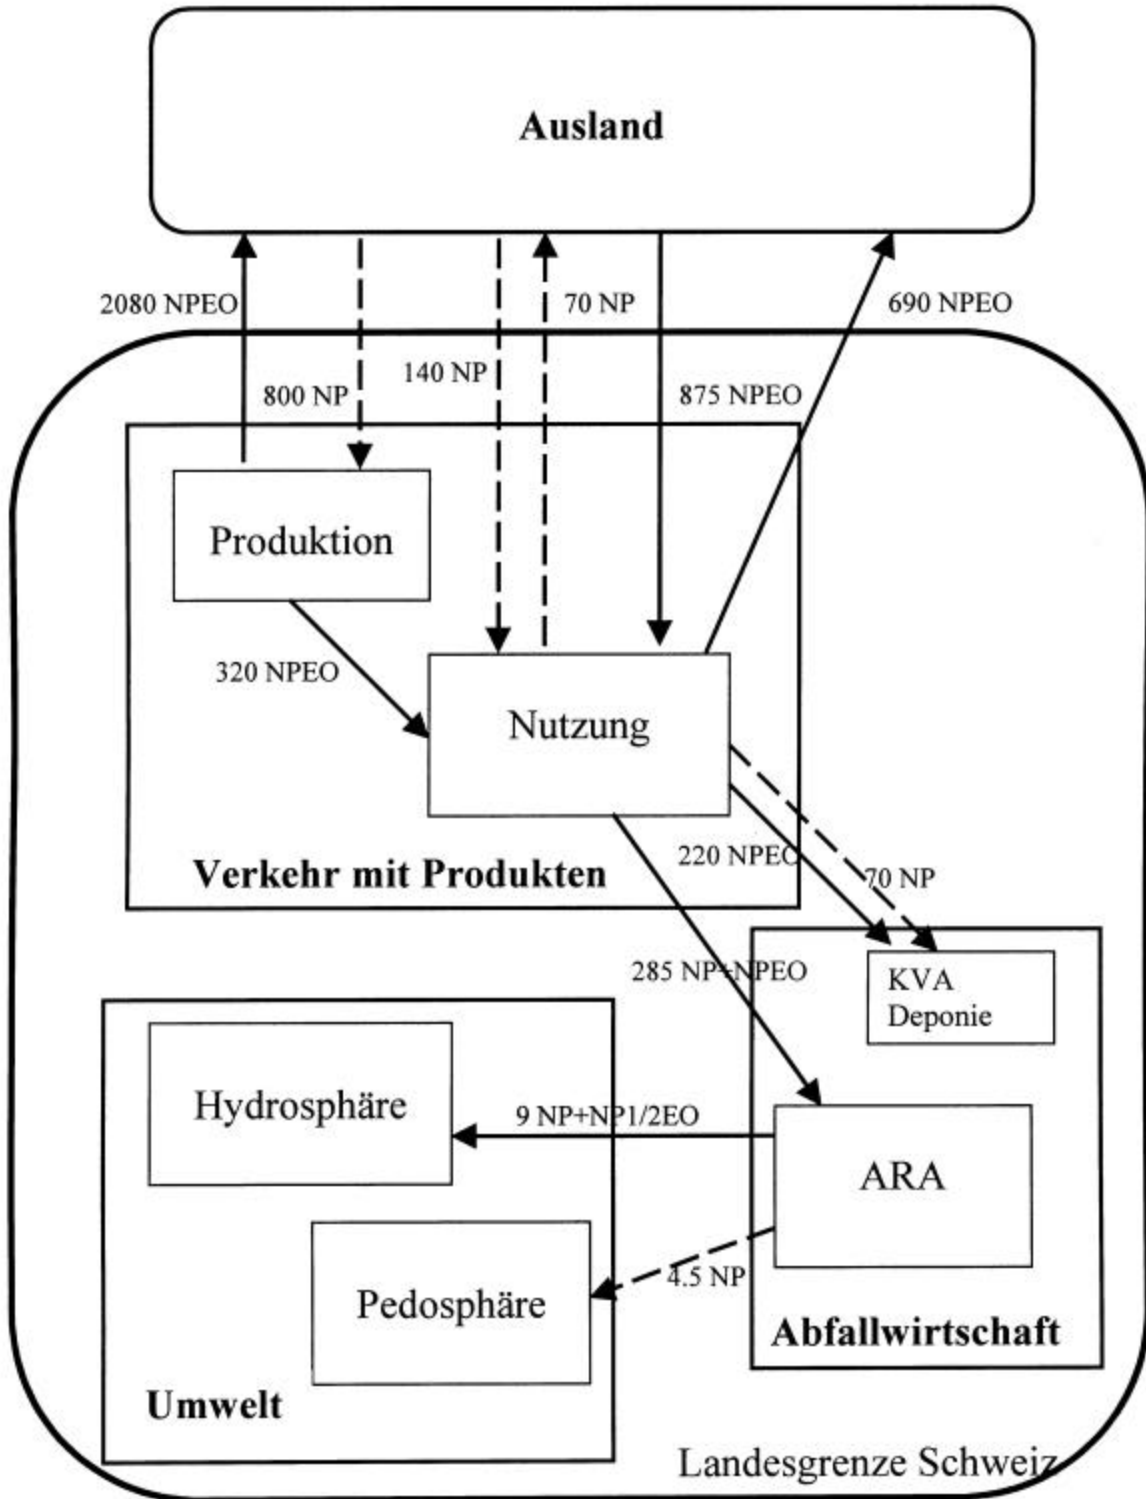 Ausland
2080 NPEO
70 NP
690 NPEO
800 NP
140 NP
875 NPEO
Produktion
320 NPEO
Nutzung
220 NPEO
70 NP
Verkehr mit Produkten
285 NP+NPEO
KVA
Deponie
Hydrosphäre
9 NP+NP1/2EO
ARA
4.5 NP
Pedosphäre
Abfallwirtschaft
Umwelt
Landesgrenze Schweiz